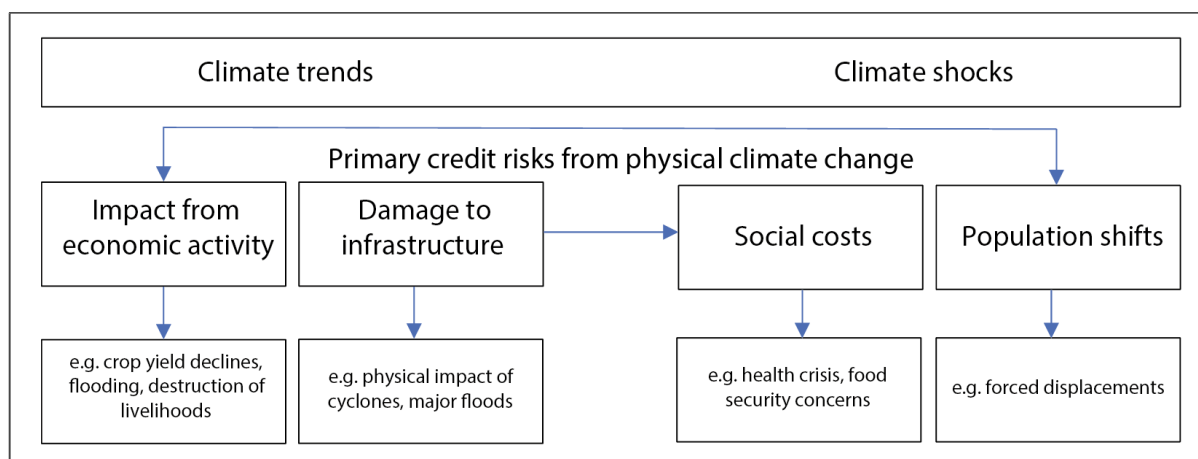 Climate trends
Climate shocks
Primary credit risks from physical climate change
Impact from
economic activity
Damage to
infrastructure
Social costs
Population shifts
e.g. crop yield declines,
flooding, destruction of
livelihoods
e.g. physical impact of
cyclones, major floods
e.g. health crisis, food
security concerns
e.g. forced displacements